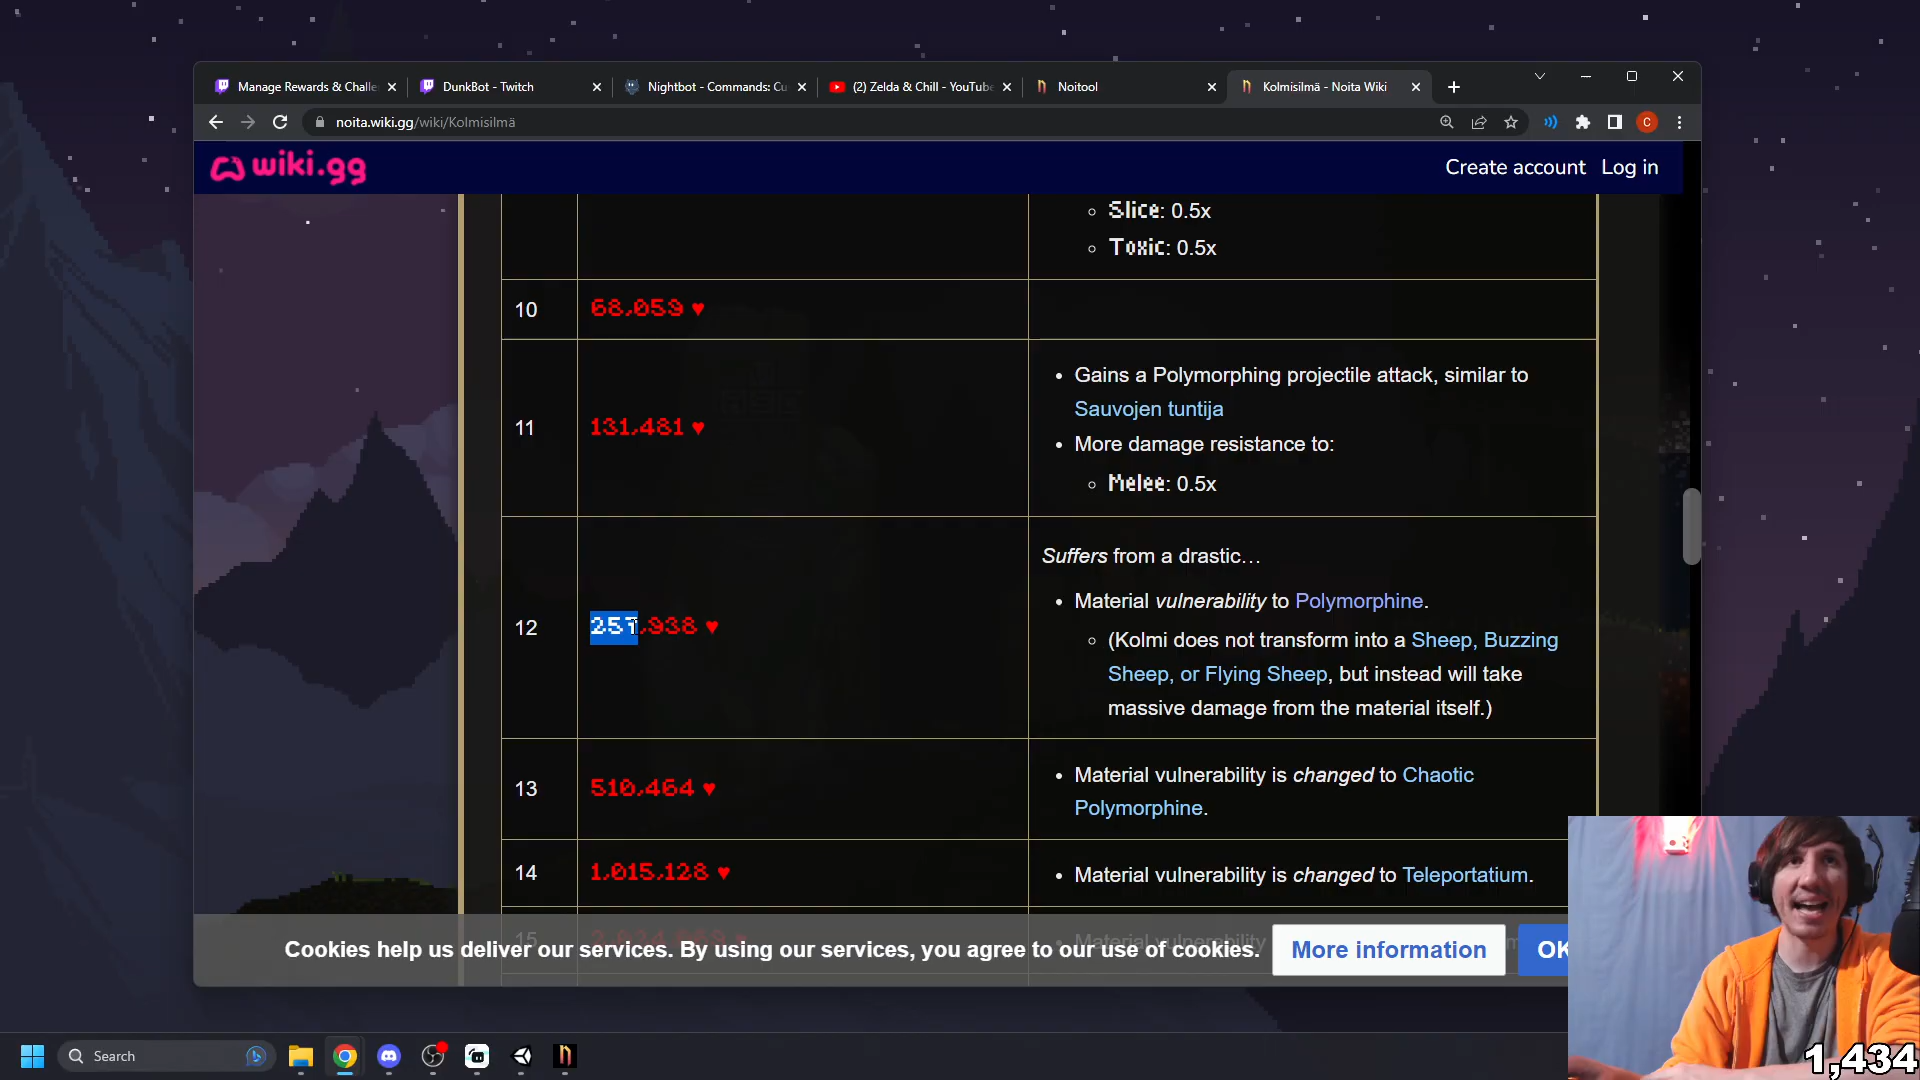 Manage Rewards & Challe
DunkBot - Twitch
Nightbot - Commands: Cu
(2) Zelda & Chill - YouTube
Noitool
Kolmisilmä - Noita Wiki
noita.wiki.gg/wiki/Kolmisilmä
C
wiki.gg
Create account Log in
Slice: 0.5x
Toxic: 0.5x
10
68,059
11
131,481
Gains a Polymorphing projectile attack, similar to
Sauvojen tuntija
More damage resistance to:
Melee: 0.5x
12
257,938
Suffers from a drastic…
Material vulnerability to Polymorphine.
(Kolmi does not transform into a Sheep, Buzzing
Sheep, or Flying Sheep, but instead will take
massive damage from the material itself.)
13
510,464
Material vulnerability is changed to Chaotic
Polymorphine.
14
1,015,128
Material vulnerability is changed to Teleportatium.
15
Material vulnerability
Cookies help us deliver our services. By using our services, you agree to our use of cookies.
More information
OK
Search
1,434